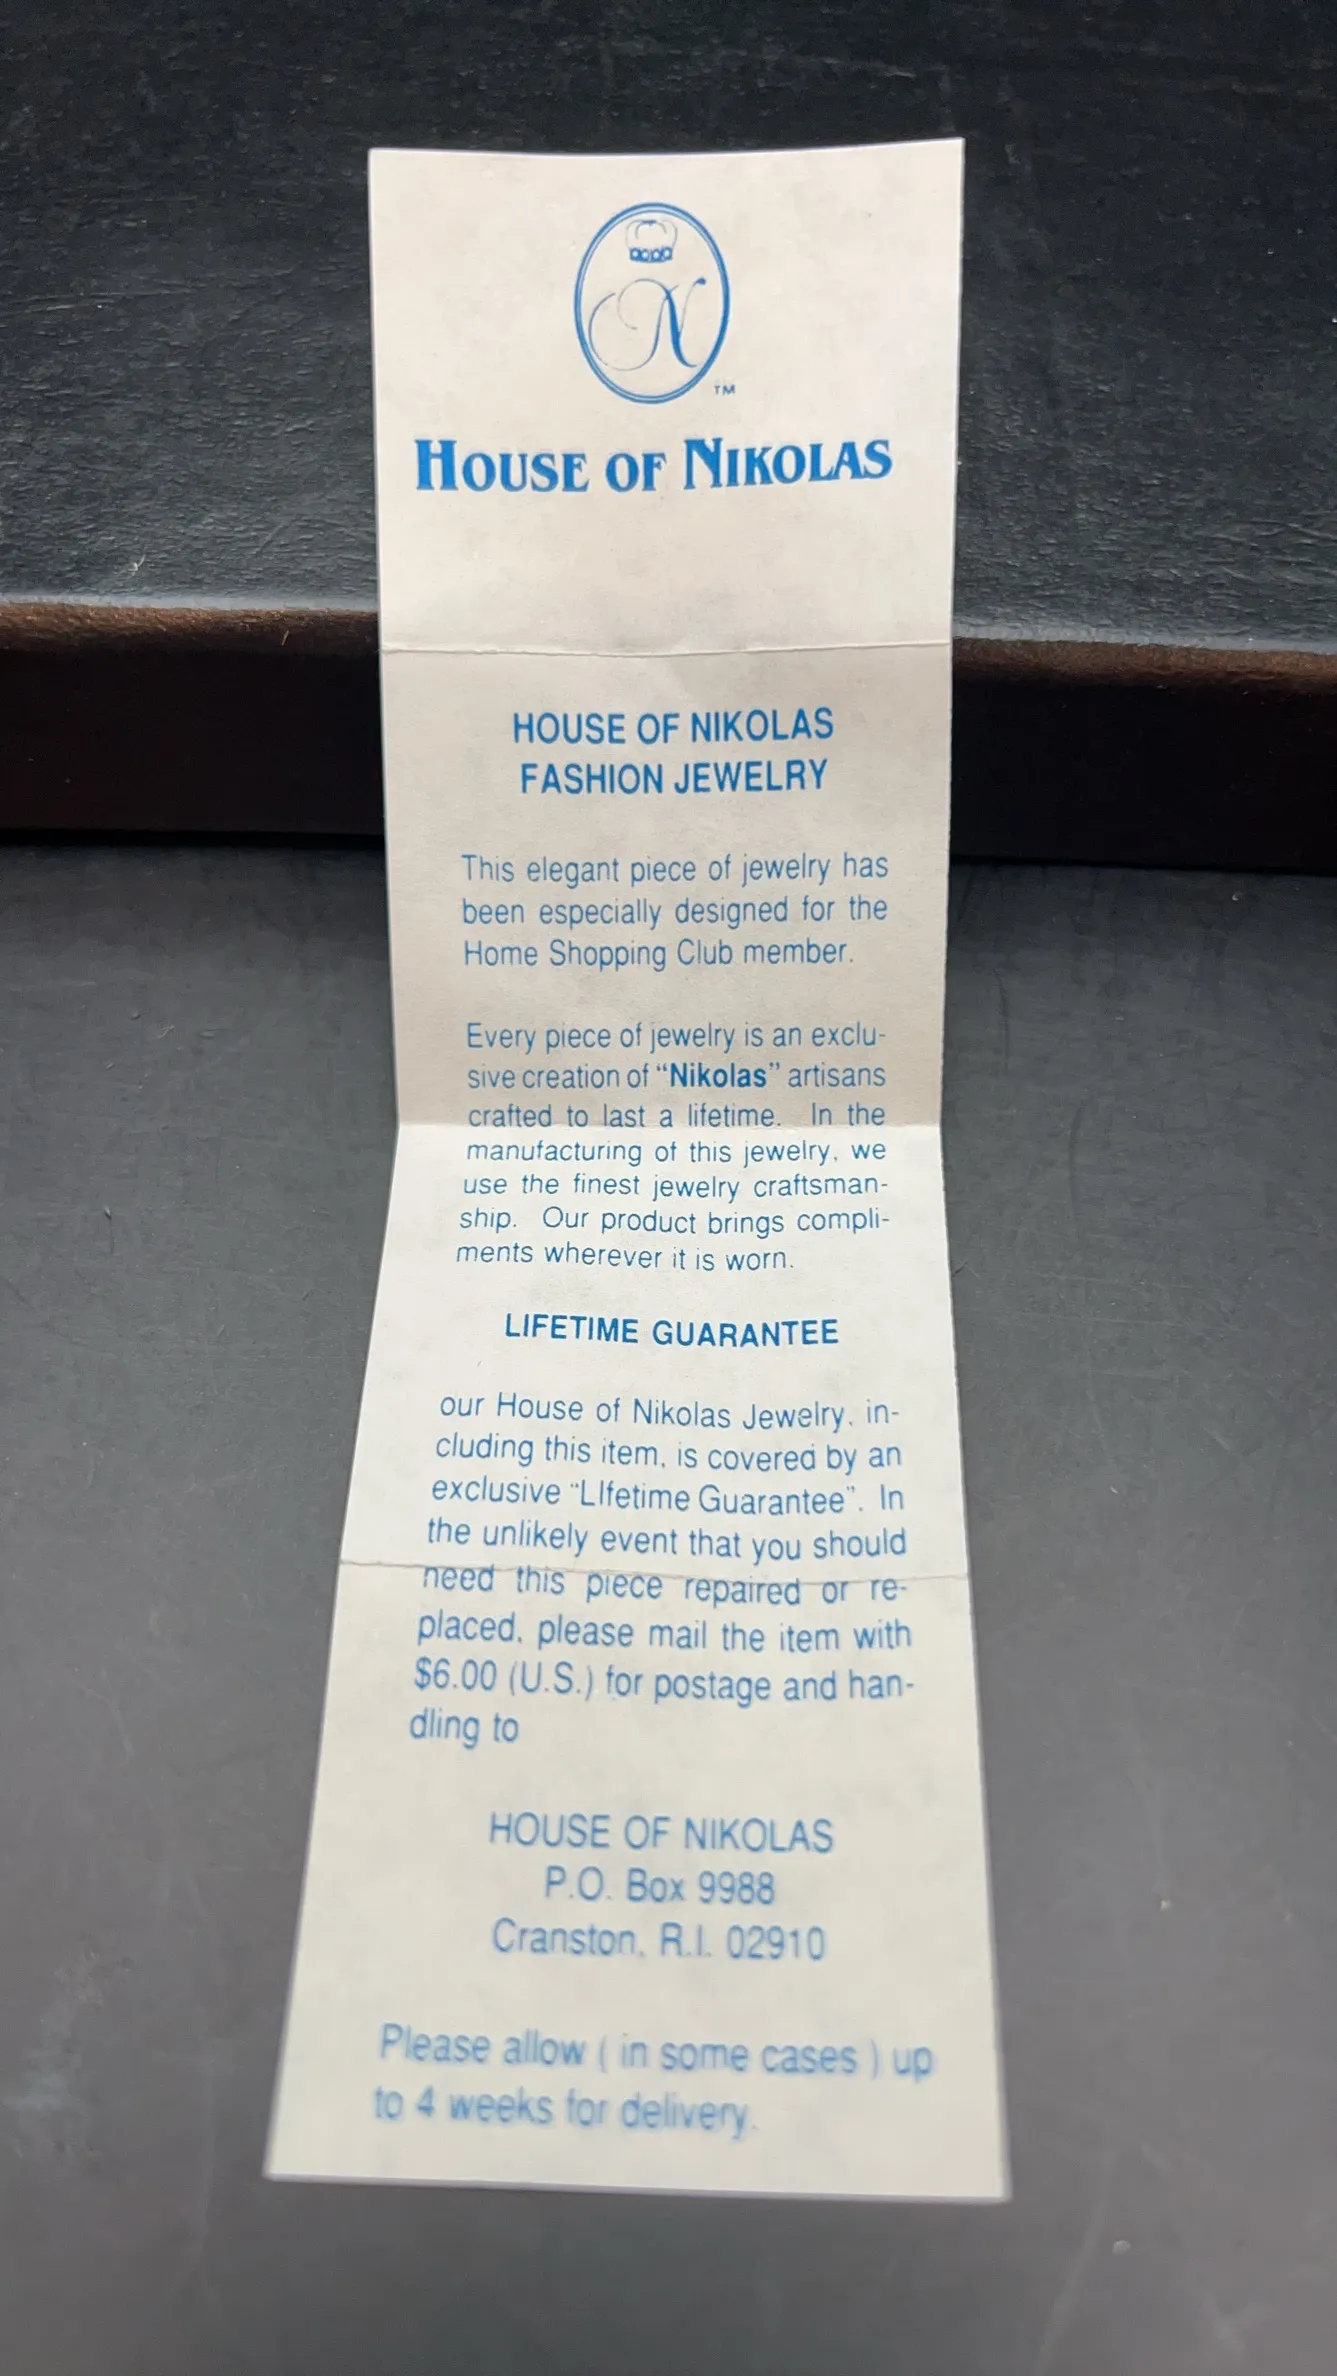 N
TM
HOUSE OF NIKOLAS
HOUSE OF NIKOLAS
FASHION JEWELRY
This elegant piece of jewelry has
been especially designed for the
Home Shopping Club member.
Every piece of jewelry is an exclu-
sive creation of “Nikolas” artisans
crafted to last a lifetime. In the
manufacturing of this jewelry, we
use the finest jewelry craftsman-
ship. Our product brings compli-
ments wherever it is worn.
LIFETIME GUARANTEE
our House of Nikolas Jewelry, in-
cluding this item, is covered by an
exclusive “LIfetime Guarantee”. In
the unlikely event that you should
need this piece repaired or re-
placed, please mail the item with
$6.00 (U.S.) for postage and han-
dling to
HOUSE OF NIKOLAS
P.O. Box 9988
Cranston, R.I. 02910
Please allow ( in some cases ) up
to 4 weeks for delivery.